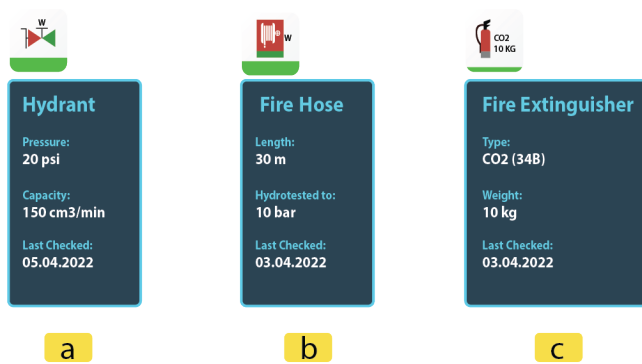 W
Hydrant
Pressure:
20 psi
Capacity:
150 cm3/min
Last Checked:
05.04.2022
a
W
Fire Hose
Length:
30 m
Hydrotested to:
10 bar
Last Checked:
03.04.2022
b
CO2
10 KG
Fire Extinguisher
Type:
CO2 (34B)
Weight:
10 kg
Last Checked:
03.04.2022
c